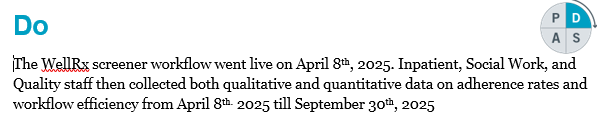 Do
P D
A S
The WellRx screener workflow went live on April 8th, 2025. Inpatient, Social Work, and
Quality staff then collected both qualitative and quantitative data on adherence rates and
workflow efficiency from April 8th. 2025 till September 30th, 2025